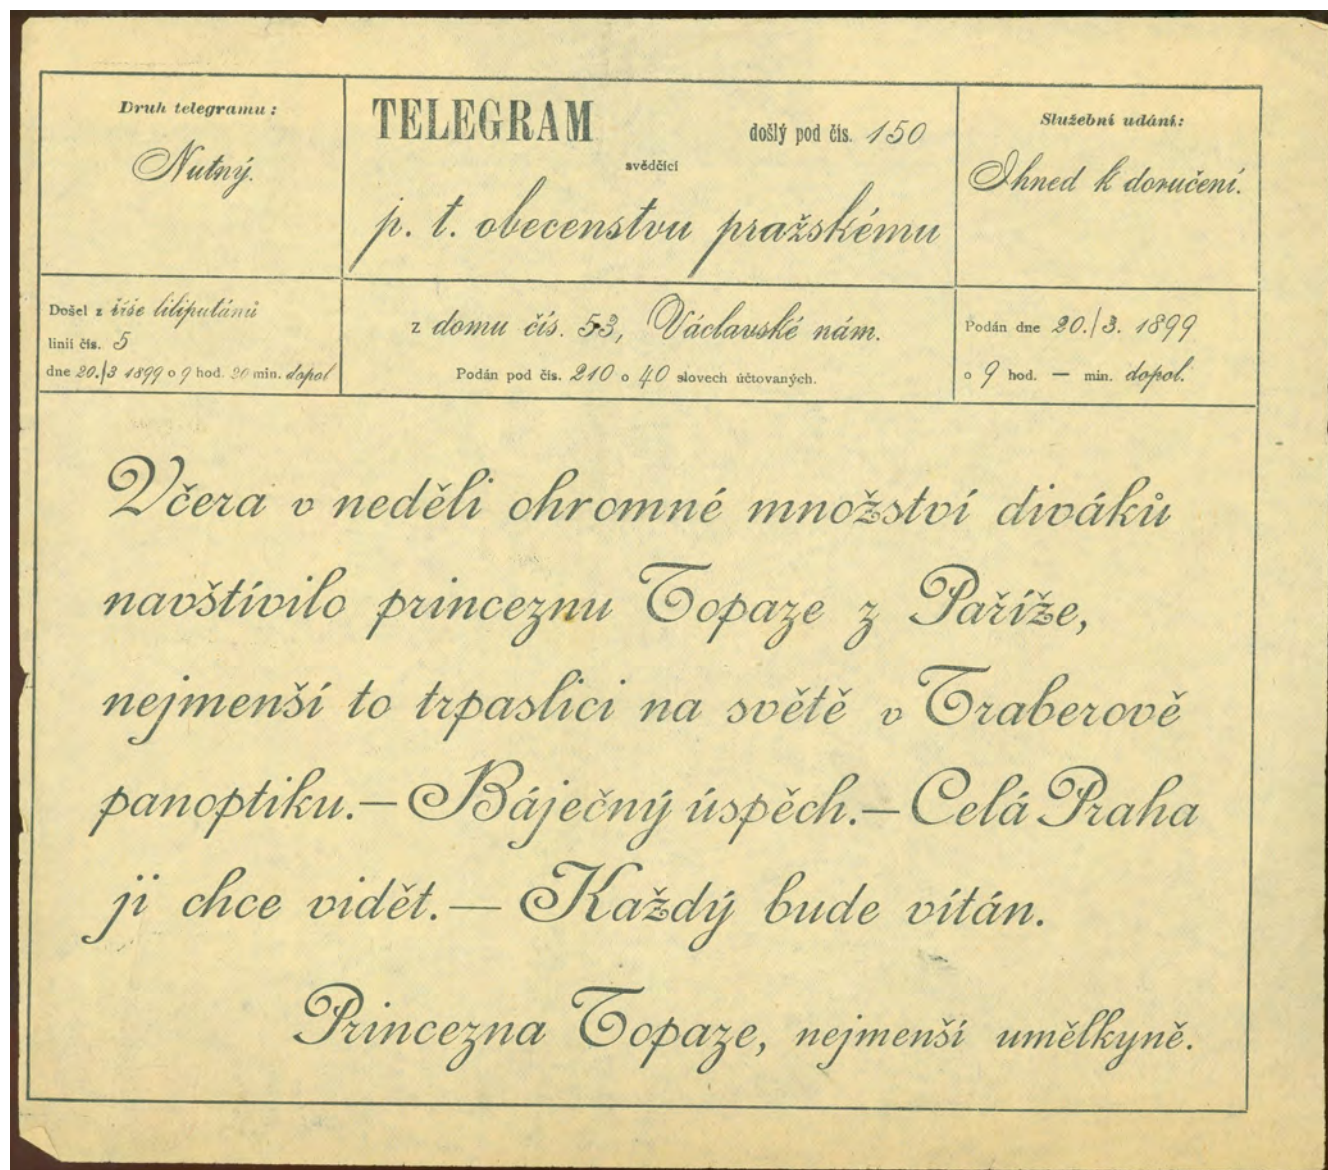 Druh telegramu:
Nutný.
TELEGRAM došlý pod čís. 150
svědčící
p. t. obecenstvu pražskému
Služební udání:
Ihned k doručení.
Došel z říše liliputánů
linií čís. 5
dne 20./3 1899 o 9 hod. 20 min. dopol
z domu čís. 53, Václavské nám.
Podán pod čís. 210 o 40 slovech účtovaných.
Podán dne 20./3. 1899
o 9 hod. — min. dopol.
Včera v neděli ohromné množství diváků
navštívilo princeznu Topaze z Paříže,
nejmenší to trpaslici na světě v Traberově
panoptiku.— Báječný úspěch.— Celá Praha
ji chce vidět.— Každý bude vítán.
Princezna Topaze, nejmenší umělkyně.